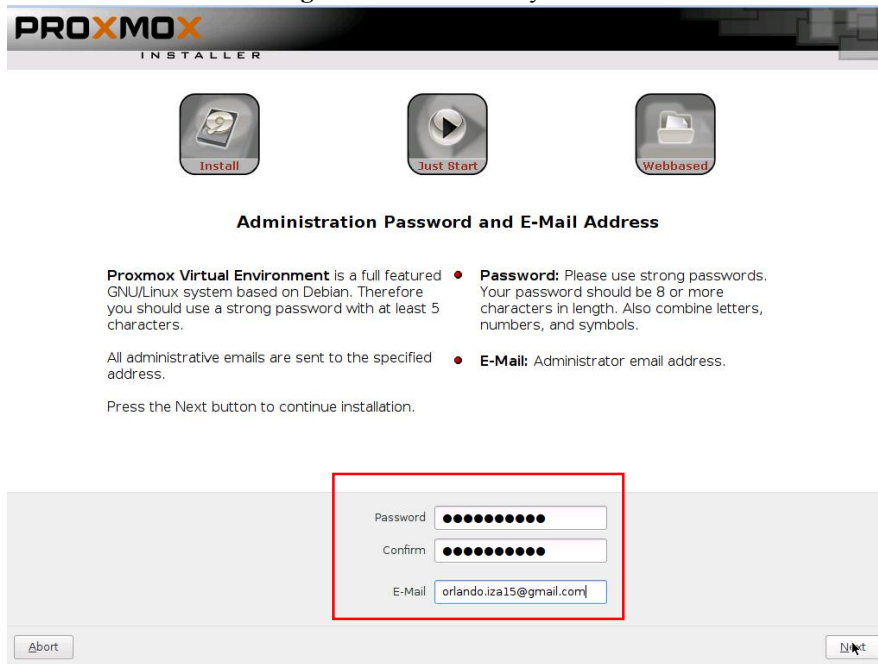 PROXMOX
INSTALLER
Install
Just Start
Webbased
Administration Password and E-Mail Address
Proxmox Virtual Environment is a full featured
GNU/Linux system based on Debian. Therefore
you should use a strong password with at least 5
characters.
All administrative emails are sent to the specified
address.
Press the Next button to continue installation.
Password: Please use strong passwords.
Your password should be 8 or more
characters in length. Also combine letters,
numbers, and symbols.
E-Mail: Administrator email address.
Password ●●●●●●●●●●
Confirm ●●●●●●●●●●
E-Mail orlando.iza15@gmail.com
Abort
Next